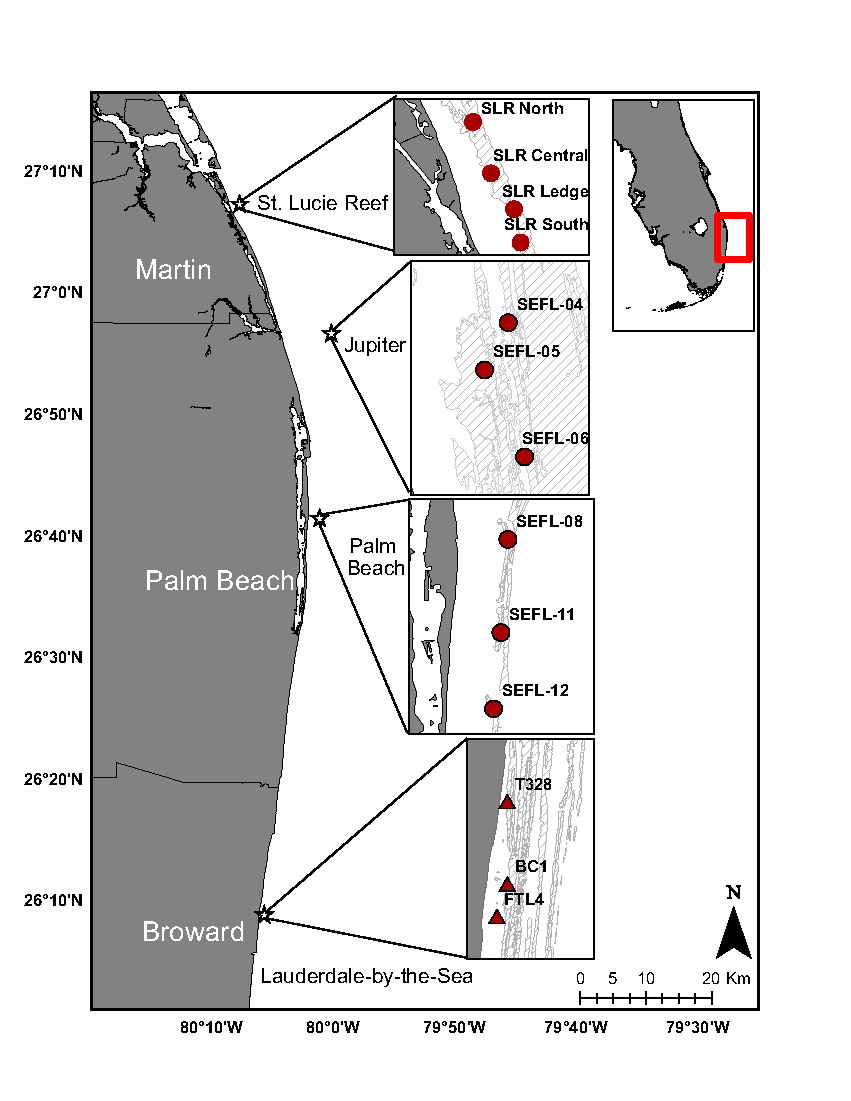 SLR North
SLR Central
SLR Ledge
SLR South
27°10'N
St. Lucie Reef
Martin
27°0'N
SEFL-04
Jupiter
SEFL-05
26°50'N
SEFL-06
SEFL-08
26°40'N
Palm
Beach
Palm Beach
SEFL-11
26°30'N
SEFL-12
26°20'N
T328
BC1
FTL4
26°10'N
N
Broward
Lauderdale-by-the-Sea
0 5 10 20 Km
80°10'W 80°0'W 79°50'W 79°40'W 79°30'W